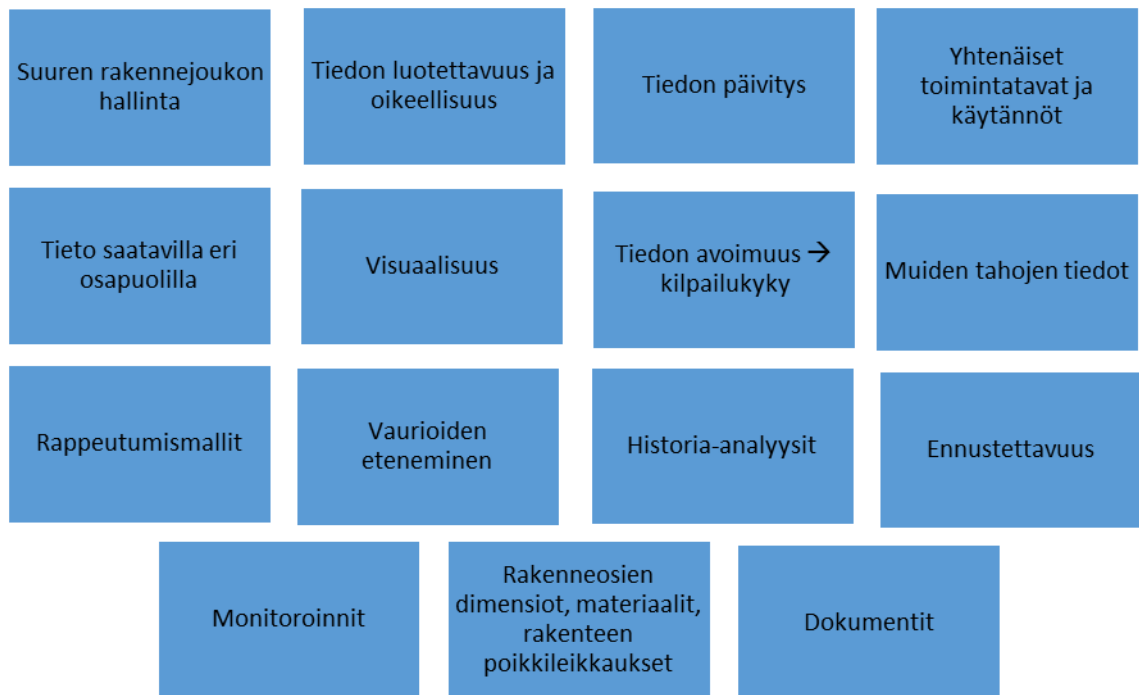 Suuren rakennejoukon
hallinta
Tiedon luotettavuus ja
oikeellisuus
Tiedon päivitys
Yhtenäiset
toimintatavat ja
käytännöt
Tieto saatavilla eri
osapuolilla
Visuaalisuus
Tiedon avoimuus →
kilpailukyky
Muiden tahojen tiedot
Rappeutumismallit
Vaurioiden
eteneminen
Historia-analyysit
Ennustettavuus
Monitoroinnit
Rakenneosien
dimensiot, materiaalit,
rakenteen
poikkileikkaukset
Dokumentit